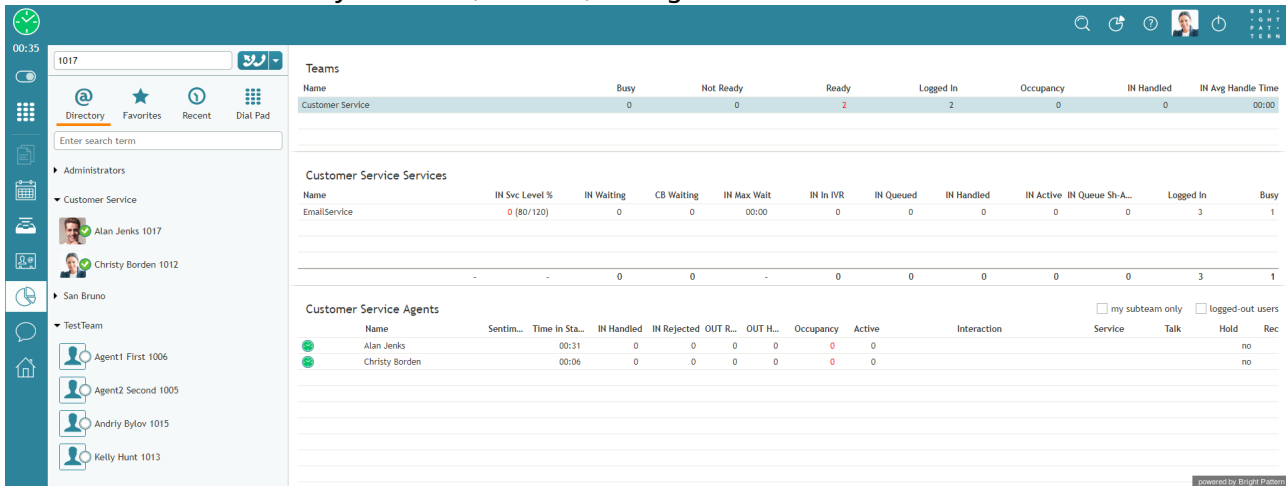 BRI
GHT
PAT
TERN
00:35
1017
Directory Favorites Recent Dial Pad
Enter search term
Administrators
Customer Service
Alan Jenks 1017
Christy Borden 1012
San Bruno
TestTeam
Agent1 First 1006
Agent2 Second 1005
Andriy Bylov 1015
Kelly Hunt 1013
Teams
Name Busy Not Ready Ready Logged In Occupancy IN Handled IN Avg Handle Time
Customer Service 0 0 2 2 0 0 00:00
Customer Service Services
Name IN Svc Level % IN Waiting CB Waiting IN Max Wait IN In IVR IN Queued IN Handled IN Active IN Queue Sh-A... Logged In Busy
EmailService 0 (80/120) 0 0 00:00 0 0 0 0 0 3 1
- - 0 0 - 0 0 0 0 0 3 1
Customer Service Agents my subteam only logged-out users
Name Sentim... Time in Sta... IN Handled IN Rejected OUT R... OUT H... Occupancy Active Interaction Service Talk Hold Rec
Alan Jenks 00:31 0 0 0 0 0 0 no
Christy Borden 00:06 0 0 0 0 0 0 no
powered by Bright Pattern